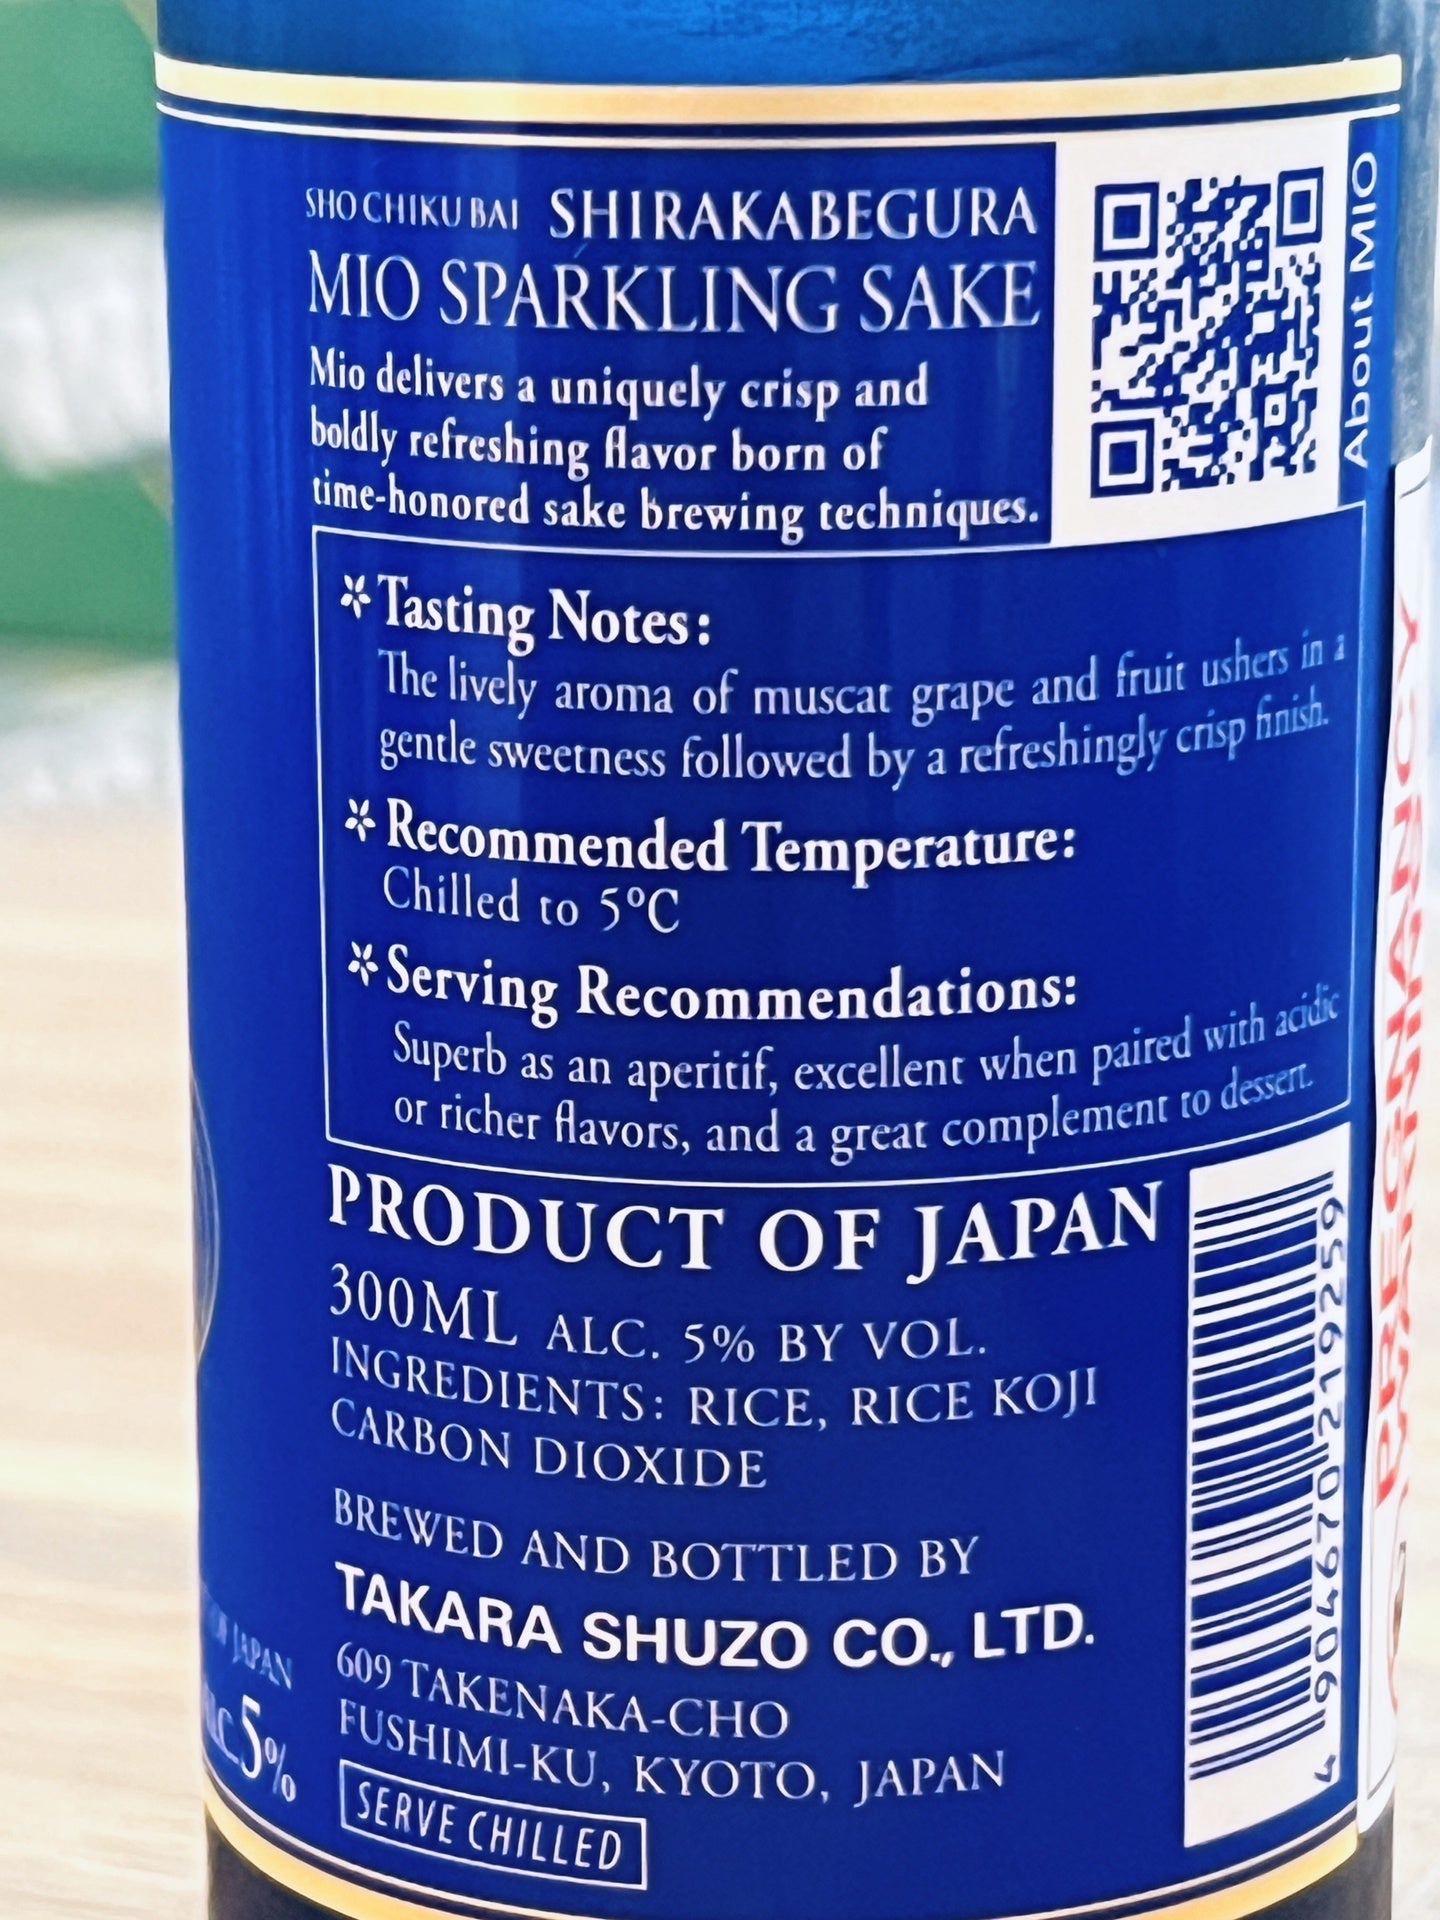 SHO CHIKU BAI SHIRAKABEGURA
MIO SPARKLING SAKE
Mio delivers a uniquely crisp and
boldly refreshing flavor born of
time-honored sake brewing techniques.
About MIO
Tasting Notes:
The lively aroma of muscat grape and fruit ushers in a
gentle sweetness followed by a refreshingly crisp finish.
Recommended Temperature:
Chilled to 5°C
Serving Recommendations:
Superb as an aperitif, excellent when paired with acidic
or richer flavors, and a great complement to dessert.
PRODUCT OF JAPAN
300ML ALC. 5% BY VOL.
INGREDIENTS: RICE, RICE KOJI
CARBON DIOXIDE
BREWED AND BOTTLED BY
TAKARA SHUZO CO., LTD.
609 TAKENAKA-CHO
FUSHIMI-KU, KYOTO, JAPAN
SERVE CHILLED
4 904670 219259
PREGNANCY
WARNING
OF JAPAN
ALC. 5%